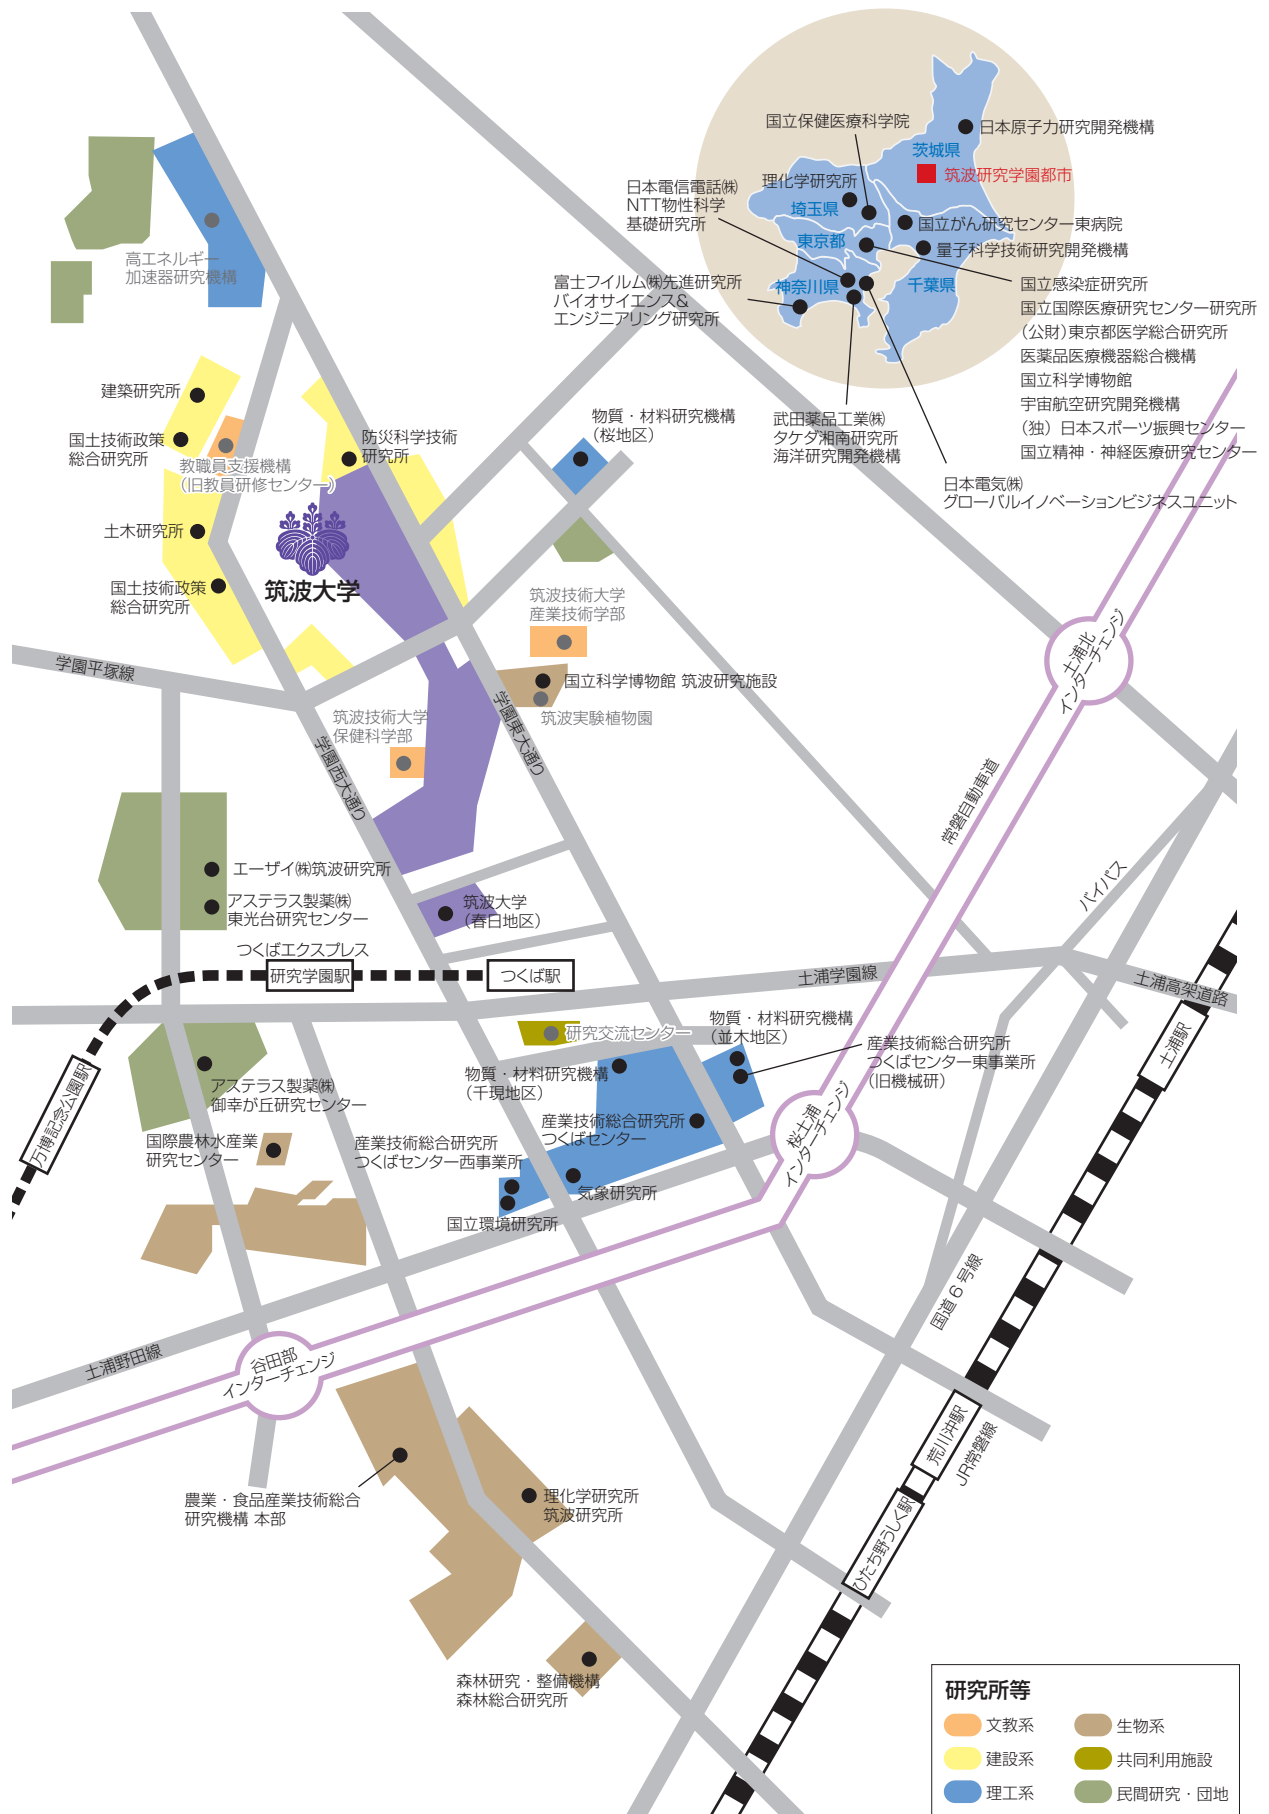 国立保健医療科学院
日本原子力研究開発機構
茨城県
筑波研究学園都市
日本電信電話㈱
NTT物性科学
基礎研究所
理化学研究所
埼玉県
国立がん研究センター東病院
東京都
量子科学技術研究開発機構
富士フイルム㈱先進研究所
バイオサイエンス&
エンジニアリング研究所
神奈川県
千葉県
国立感染症研究所
国立国際医療研究センター研究所
(公財)東京都医学総合研究所
医薬品医療機器総合機構
国立科学博物館
宇宙航空研究開発機構
(独)日本スポーツ振興センター
国立精神・神経医療研究センター
武田薬品工業㈱
タケダ湘南研究所
海洋研究開発機構
日本電気㈱
グローバルイノベーションビジネスユニット
高エネルギー
加速器研究機構
建築研究所
国土技術政策
総合研究所
教職員支援機構
(旧教員研修センター)
防災科学技術
研究所
物質・材料研究機構
(桜地区)
土木研究所
国土技術政策
総合研究所
筑波大学
筑波技術大学
産業技術学部
学園平塚線
国立科学博物館 筑波研究施設
筑波実験植物園
筑波技術大学
保健科学部
学園東大通り
学園西大通り
土浦北
インターチェンジ
常磐自動車道
バイパス
エーザイ㈱筑波研究所
アステラス製薬㈱
東光台研究センター
筑波大学
(春日地区)
つくばエクスプレス
研究学園駅
つくば駅
土浦学園線
土浦高架道路
土浦駅
研究交流センター
物質・材料研究機構
(並木地区)
産業技術総合研究所
つくばセンター東事業所
(旧機械研)
物質・材料研究機構
(千現地区)
万博記念公園駅
アステラス製薬㈱
御幸が丘研究センター
産業技術総合研究所
つくばセンター
桜土浦
インターチェンジ
国際農林水産業
研究センター
産業技術総合研究所
つくばセンター西事業所
気象研究所
国立環境研究所
国道6号線
土浦野田線
谷田部
インターチェンジ
荒川沖駅
JR常磐線
農業・食品産業技術総合
研究機構 本部
理化学研究所
筑波研究所
ひたち野うしく駅
森林研究・整備機構
森林総合研究所
研究所等
文教系
生物系
建設系
共同利用施設
理工系
民間研究・団地